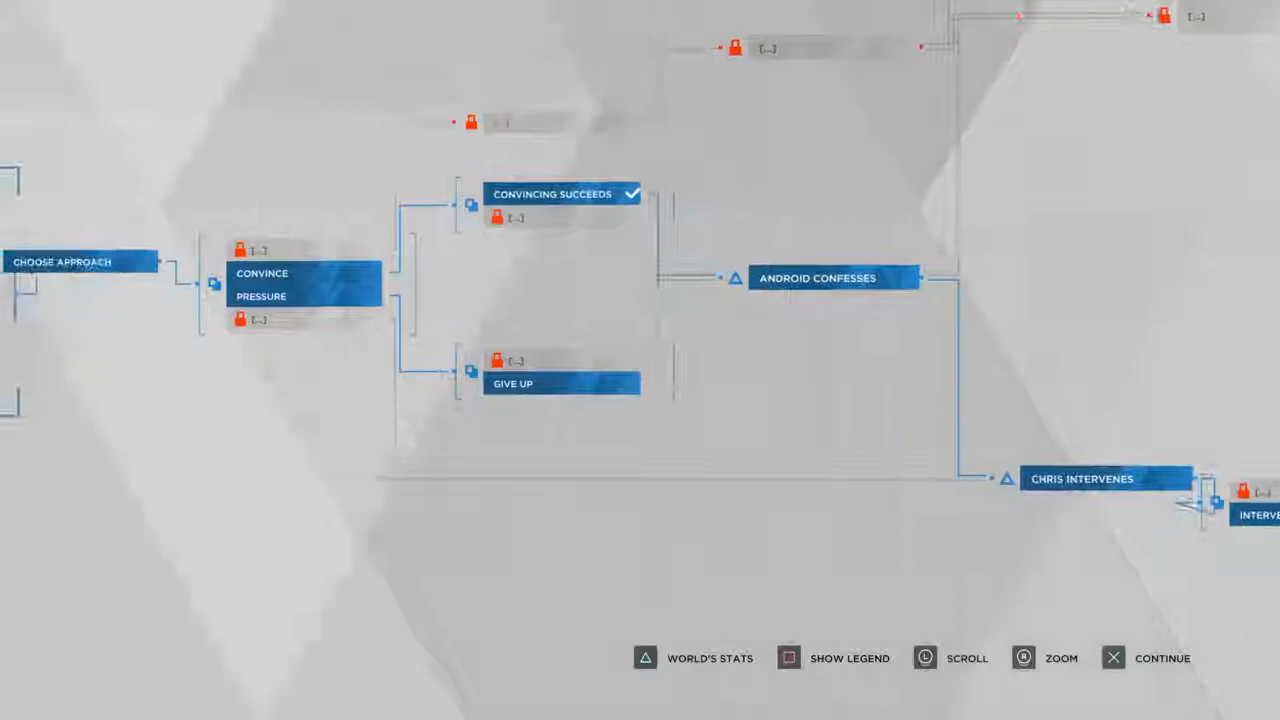 [...]
[...]
[...]
CONVINCING SUCCEEDS
[...]
CHOOSE APPROACH
[...]
CONVINCE
PRESSURE
[...]
ANDROID CONFESSES
[...]
GIVE UP
CHRIS INTERVENES
[...]
INTERVE
WORLD'S STATS
SHOW LEGEND
L
SCROLL
R
ZOOM
CONTINUE